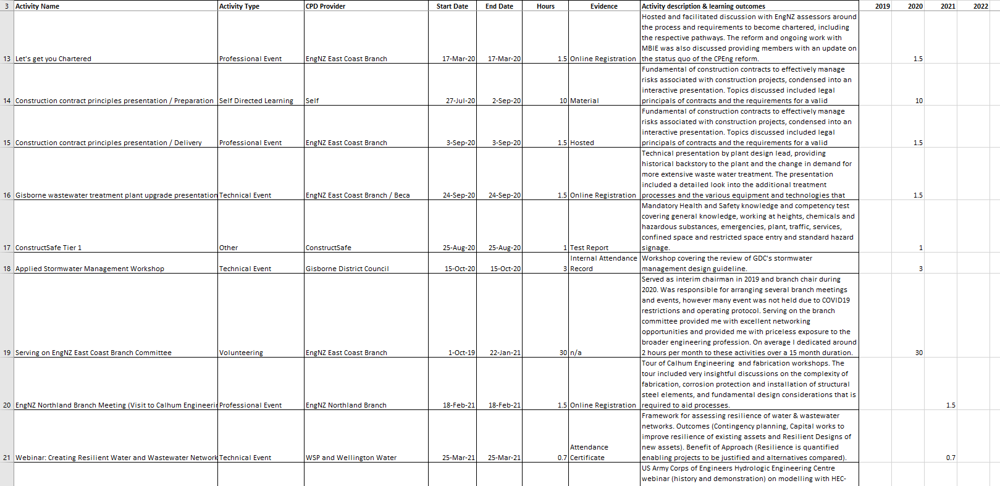 3 Activity Name Activity Type CPD Provider Start Date End Date Hours Evidence Activity description & learning outcomes 2019 2020 2021 2022
Hosted and facilitated discussion with EngNZ assessors around
the process and requirements to become chartered, including
the respective pathways. The reform and ongoing work with
MBIE was also discussed providing members with an update on
13 Let's get you Chartered Professional Event EngNZ East Coast Branch 17-Mar-20 17-Mar-20 1.5 Online Registration the status quo of the CPEng reform. 1.5
Fundamental of construction contracts to effectively manage
risks associated with construction projects, condensed into an
interactive presentation. Topics discussed included legal
14 Construction contract principles presentation / Preparation Self Directed Learning Self 27-Jul-20 2-Sep-20 10 Material principals of contracts and the requirements for a valid 10
Fundamental of construction contracts to effectively manage
risks associated with construction projects, condensed into an
interactive presentation. Topics discussed included legal
15 Construction contract principles presentation / Delivery Professional Event EngNZ East Coast Branch 3-Sep-20 3-Sep-20 1.5 Hosted principals of contracts and the requirements for a valid 1.5
Technical presentation by plant design lead, providing
historical backstory to the plant and the change in demand for
more extensive waste water treatment. The presentation
included a detailed look into the additional treatment
16 Gisborne wastewater treatment plant upgrade presentation Technical Event EngNZ East Coast Branch / Beca 24-Sep-20 24-Sep-20 1.5 Online Registration processes and the various equipment and technologies that 1.5
Mandatory Health and Safety knowledge and competency test
covering general knowledge, working at heights, chemicals and
hazardous substances, emergencies, plant, traffic, services,
confined space and restricted space entry and standard hazard
17 ConstructSafe Tier 1 Other ConstructSafe 25-Aug-20 25-Aug-20 1 Test Report signage. 1
Internal Attendance Workshop covering the review of GDC's stormwater
18 Applied Stormwater Management Workshop Technical Event Gisborne District Council 15-Oct-20 15-Oct-20 3 Record management design guideline. 3
Served as interim chairman in 2019 and branch chair during
2020. Was responsible for arranging several branch meetings
and events, however many event was not held due to COVID19
restrictions and operating protocol. Serving on the branch
committee provided me with excellent networking
opportunities and provided me with priceless exposure to the
broader engineering profession. On average I dedicated around
19 Serving on EngNZ East Coast Branch Committee Volunteering EngNZ East Coast Branch 1-Oct-19 22-Jan-21 30 n/a 2 hours per month to these activities over a 15 month duration. 30
Tour of Calhum Engineering and fabrication workshops. The
tour included very insightful discussions on the complexity of
fabrication, corrosion protection and installation of structural
steel elements, and fundamental design considerations that is
20 EngNZ Northland Branch Meeting (Visit to Calhum Engineerin Professional Event EngNZ Northland Branch 18-Feb-21 18-Feb-21 1.5 Online Registration required to aid processes. 1.5
Framework for assessing resilience of water & wastewater
networks. Outcomes (Contingency planning, Capital works to
improve resilience of existing assets and Resilient Designs of
Attendance new assets). Benefit of Approach (Resilience is quantified
21 Webinar: Creating Resilient Water and Wastewater Network Technical Event WSP and Wellington Water 25-Mar-21 25-Mar-21 0.7 Certificate enabling projects to be justified and alternatives compared). 0.7
US Army Corps of Engineers Hydrologic Engineering Centre
webinar (history and demonstration) on modelling with HEC-